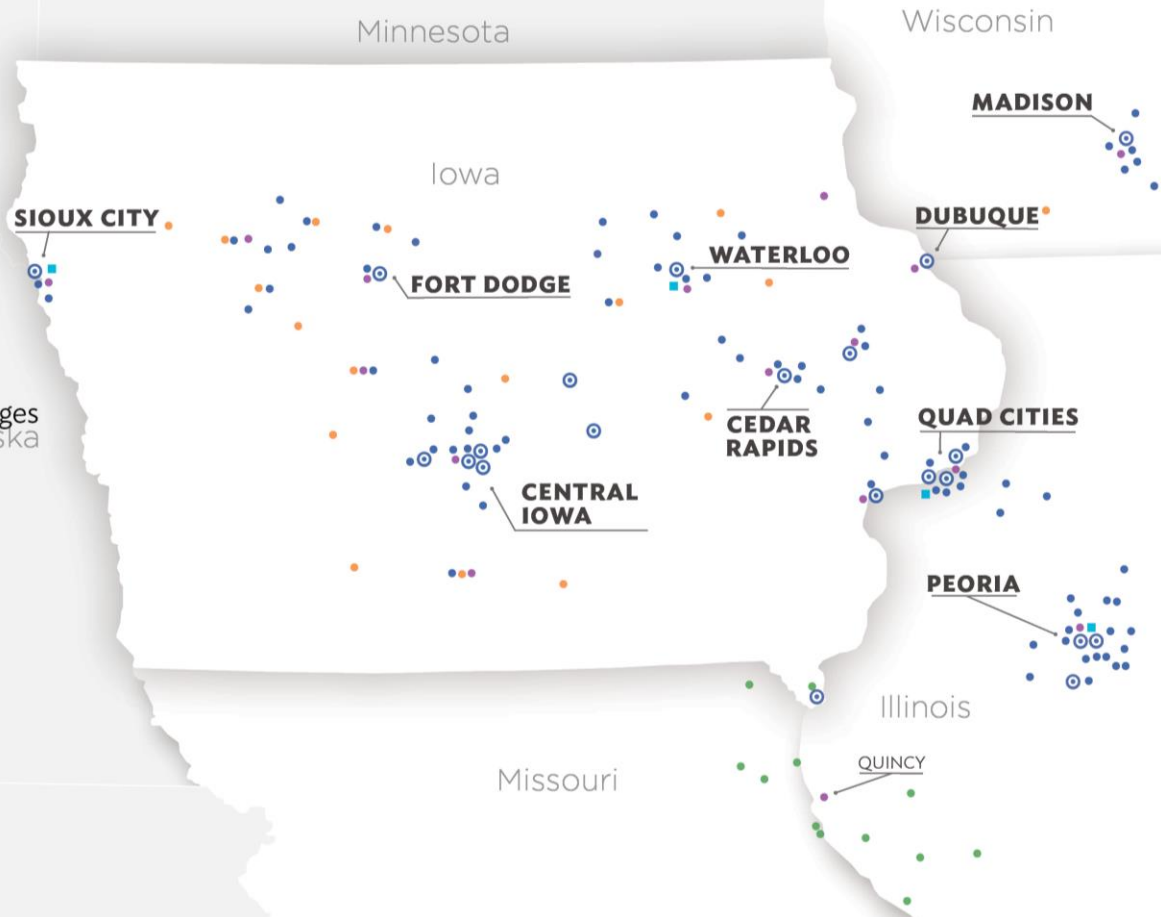 Minnesota
Wisconsin
MADISON
Iowa
SIOUX CITY
DUBUQUE
WATERLOO
FORT DODGE
ges
ska
CEDAR
RAPIDS
QUAD CITIES
CENTRAL
IOWA
PEORIA
Illinois
Missouri
QUINCY